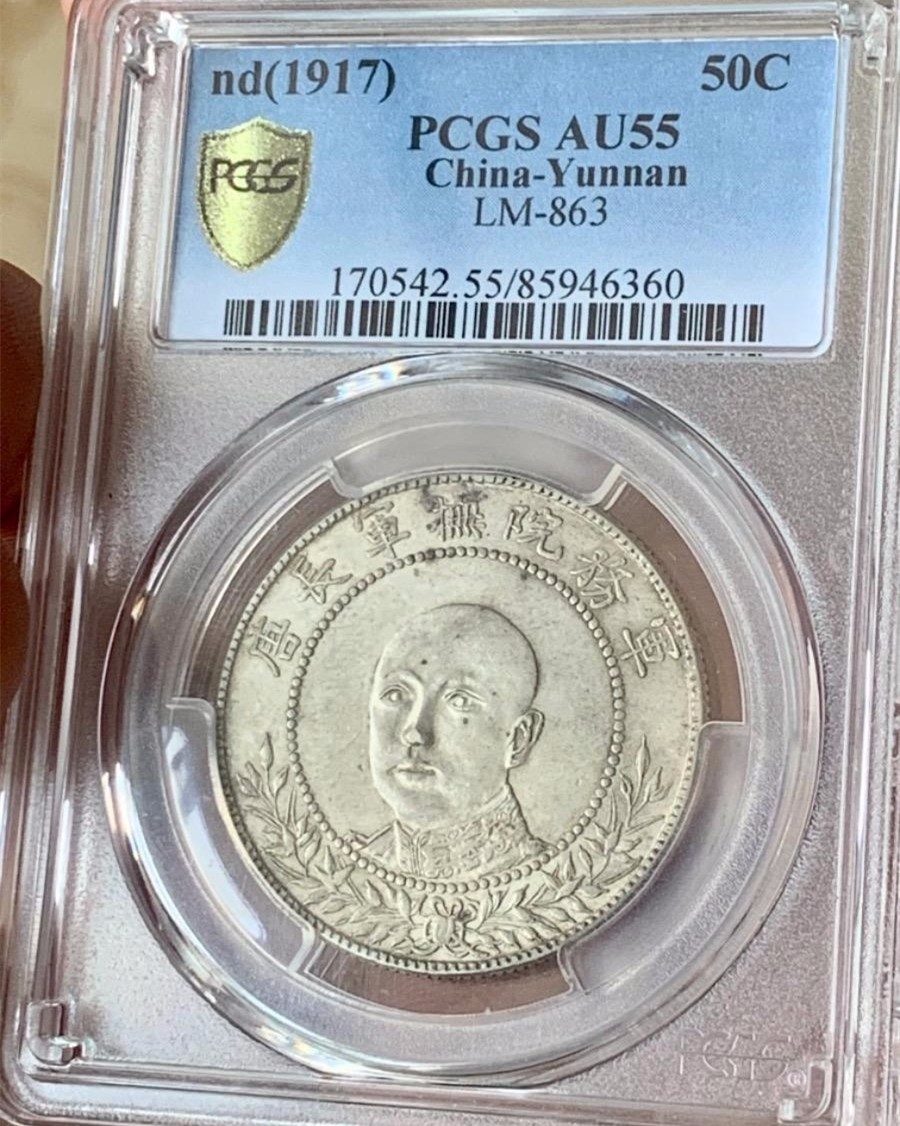 nd(1917) 50C
PCGS AU55
PCGS
China-Yunnan
LM-863
170542.55/85946360
軍務院撫軍長唐
PCGS